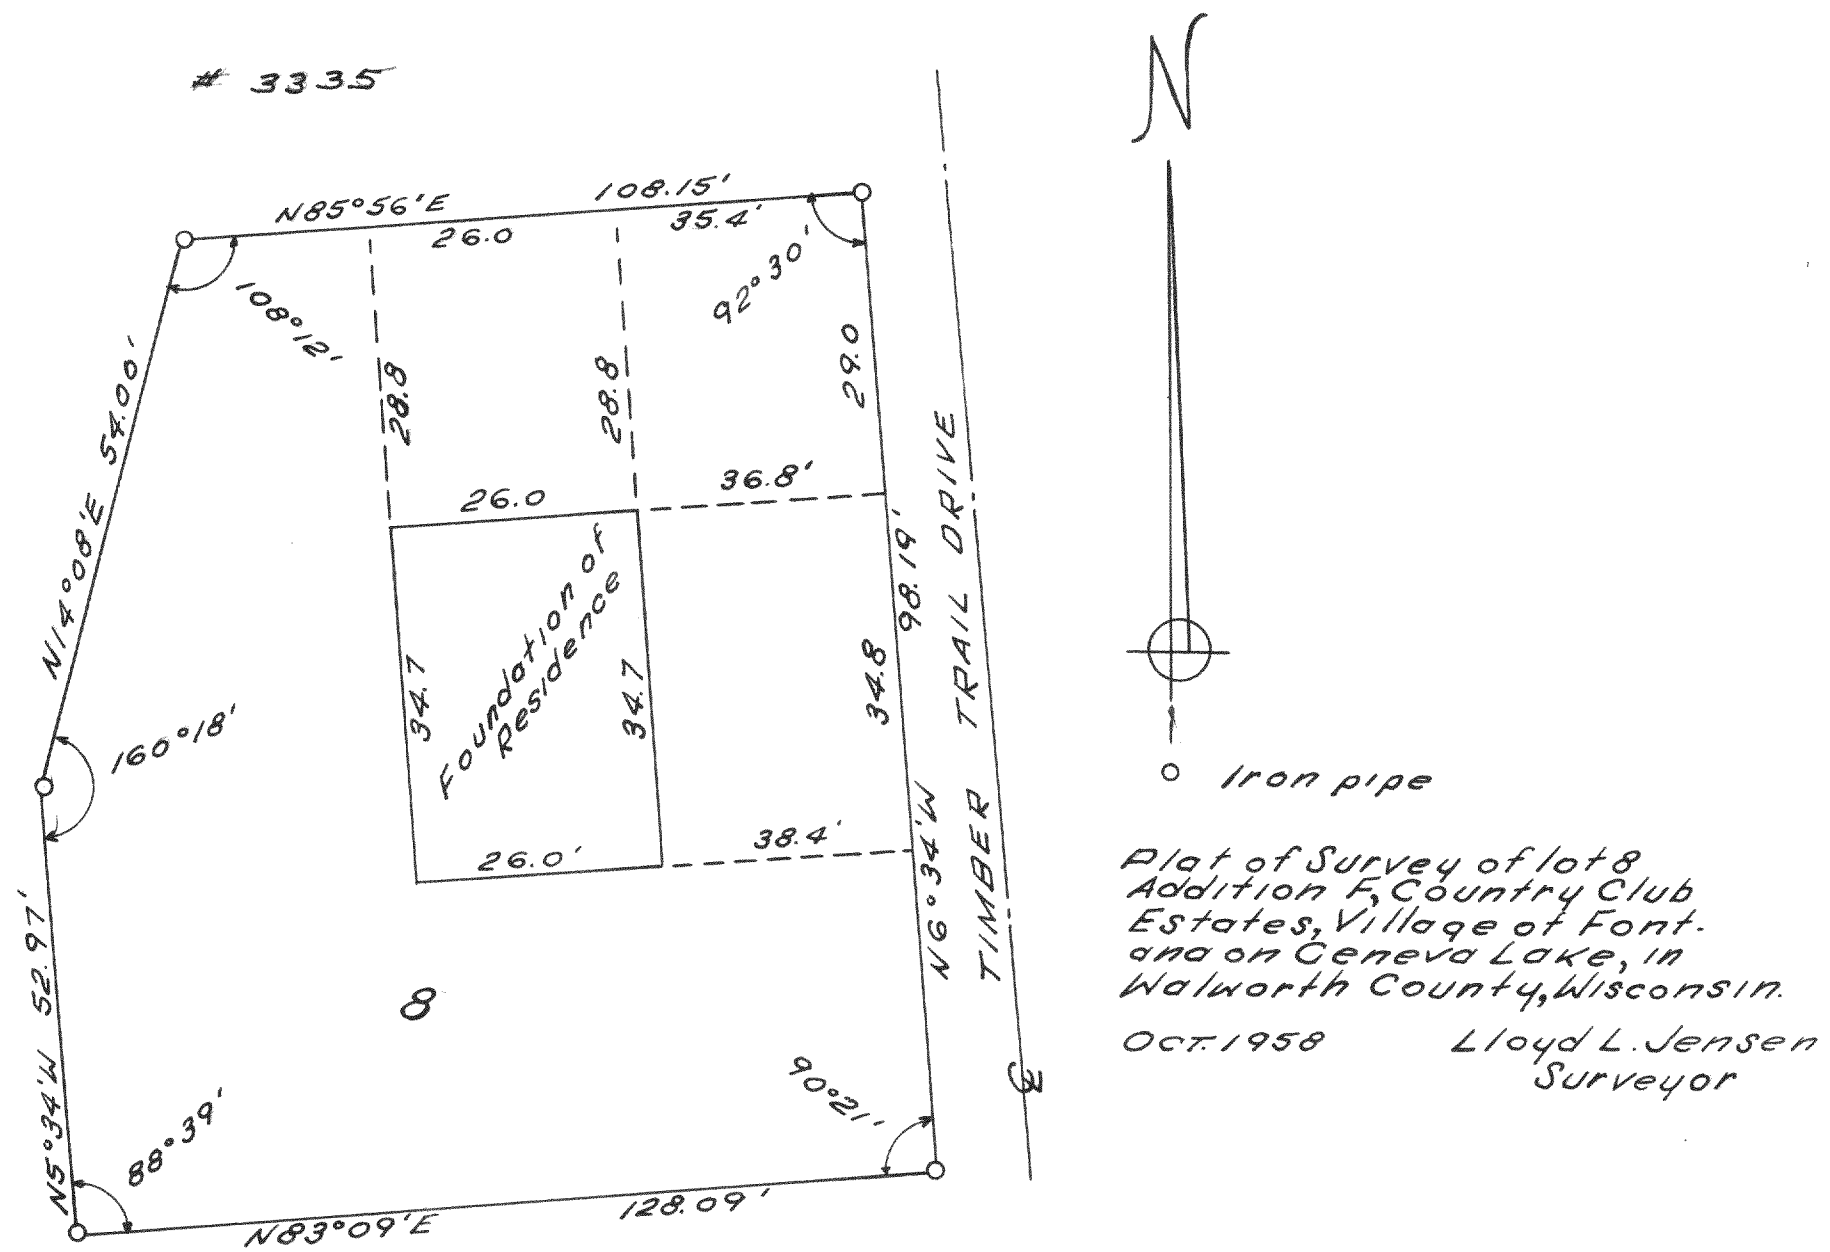 # 3335
N
N85°56'E
108.15'
26.0
35.4'
108°12'
92°30'
28.8
28.8
29.0
N14°08'E 54.00'
26.0
36.8'
Foundation of
Residence
34.7
34.7
34.8
98.19'
N6°34'W
TIMBER TRAIL DRIVE
160°18'
26.0'
38.4'
8
N5°34'W 52.97'
88°39'
90°21'
N83°09'E
128.09'
Iron pipe
Plat of Survey of lot 8
Addition F, Country Club
Estates, Village of Font-
ana on Geneva Lake, in
Walworth County, Wisconsin.
Oct. 1958 Lloyd L. Jensen
Surveyor